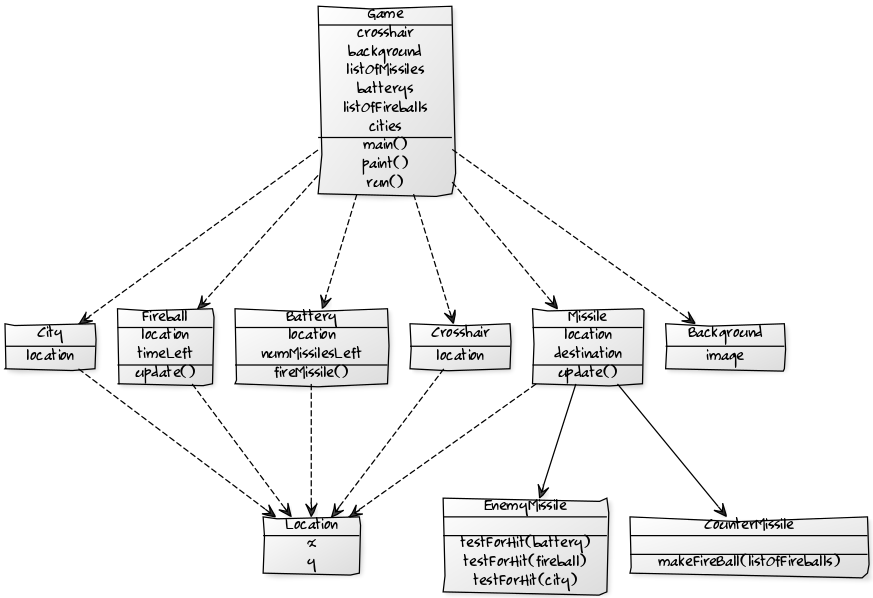 Game
crosshair
background
listOfMissiles
batterys
listOfFireballs
cities
main()
paint()
run()
City
location
Fireball
location
timeLeft
update()
Battery
location
numMissilesLeft
fireMissile()
Crosshair
location
Missile
location
destination
update()
Background
image
Location
x
y
EnemyMissile
testForHit(battery)
testForHit(fireball)
testForHit(city)
CounterMissile
makeFireBall(listOfFireballs)